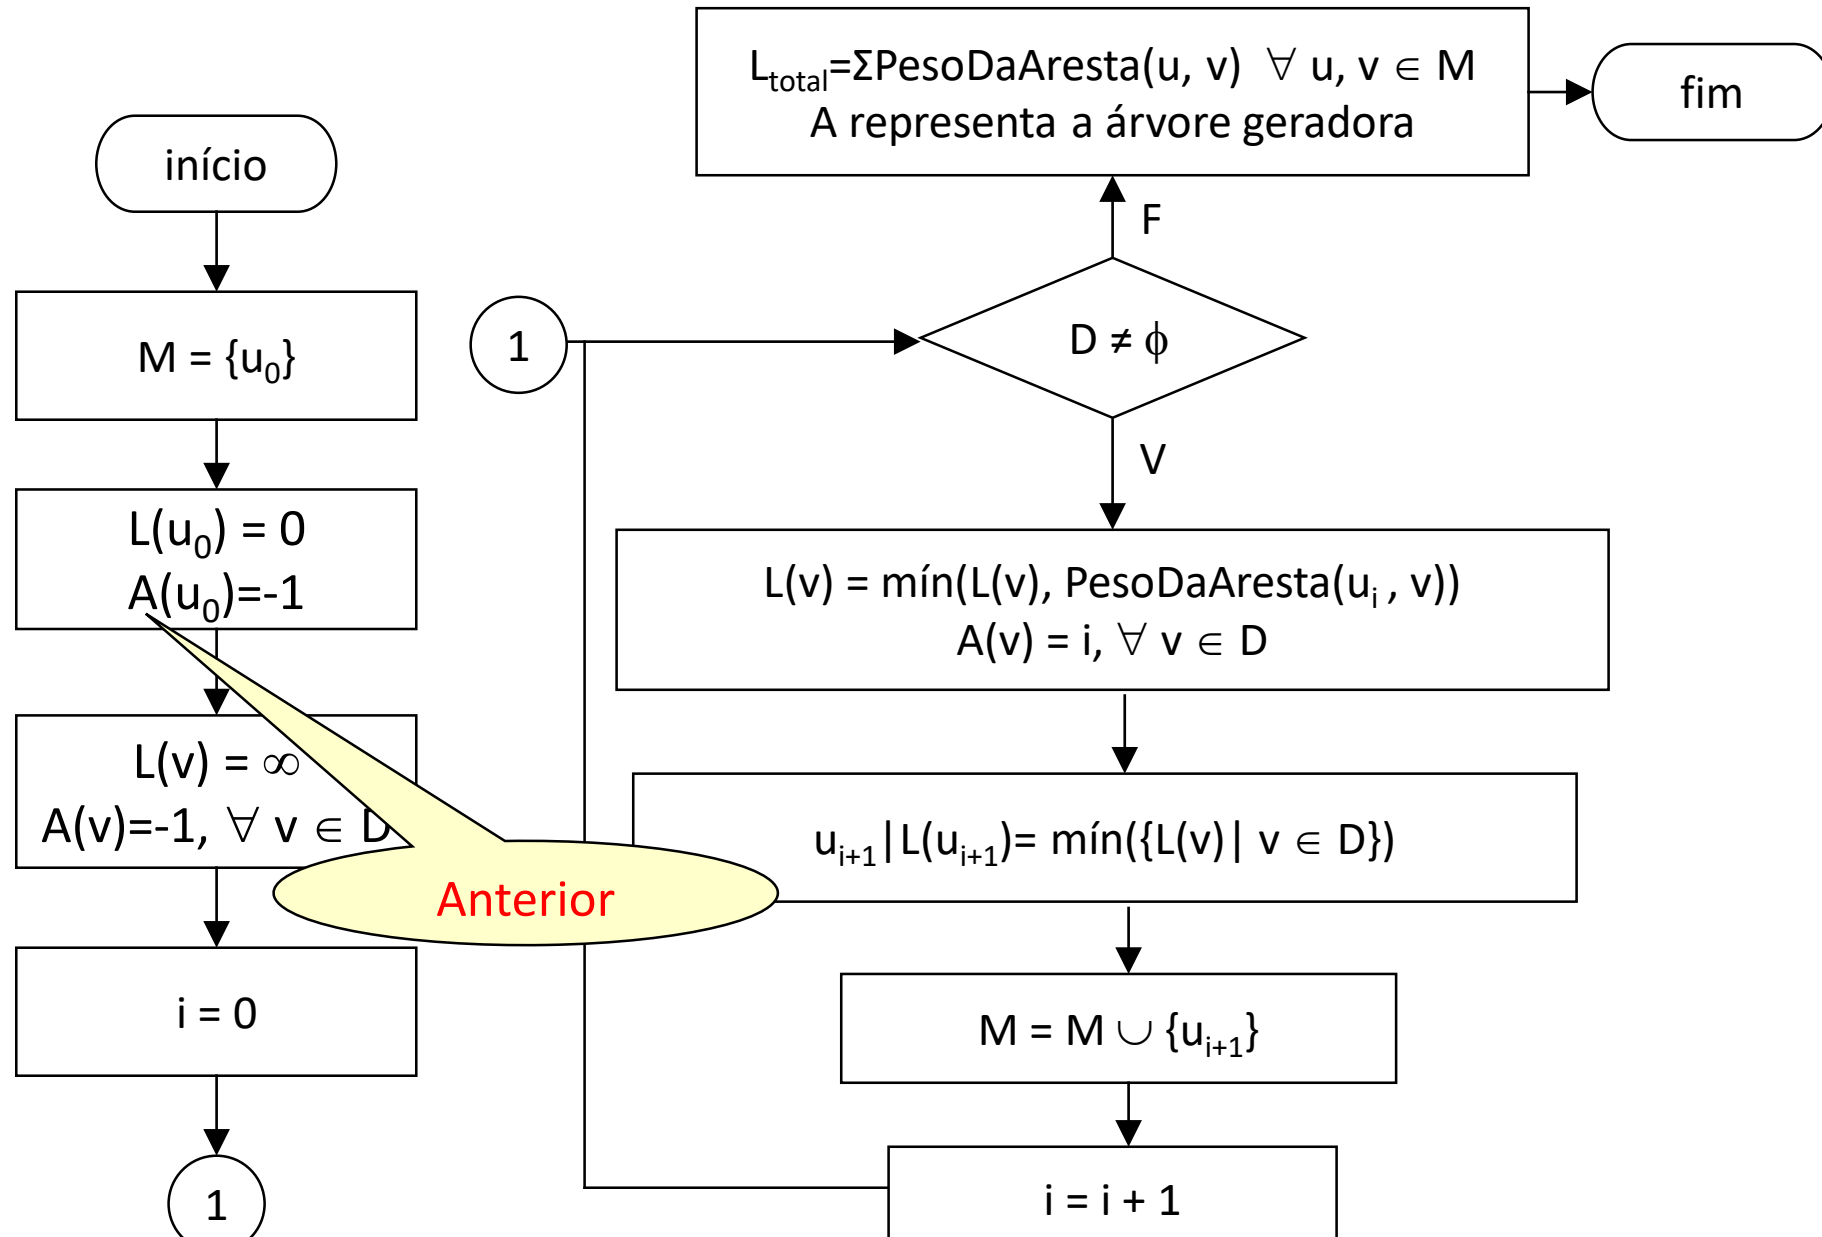 início
M = {u₀}
L(u₀) = 0
A(u₀)=-1
L(v) = ∞
A(v)=-1, ∀ v ∈ D
Anterior
i = 0
1
1
L_total=ΣPesoDaAresta(u, v) ∀ u, v ∈ M
A representa a árvore geradora
fim
F
D ≠ ϕ
V
L(v) = mín(L(v), PesoDaAresta(uᵢ , v))
A(v) = i, ∀ v ∈ D
uᵢ₊₁|L(uᵢ₊₁)= mín({L(v)| v ∈ D})
M = M ∪ {uᵢ₊₁}
i = i + 1